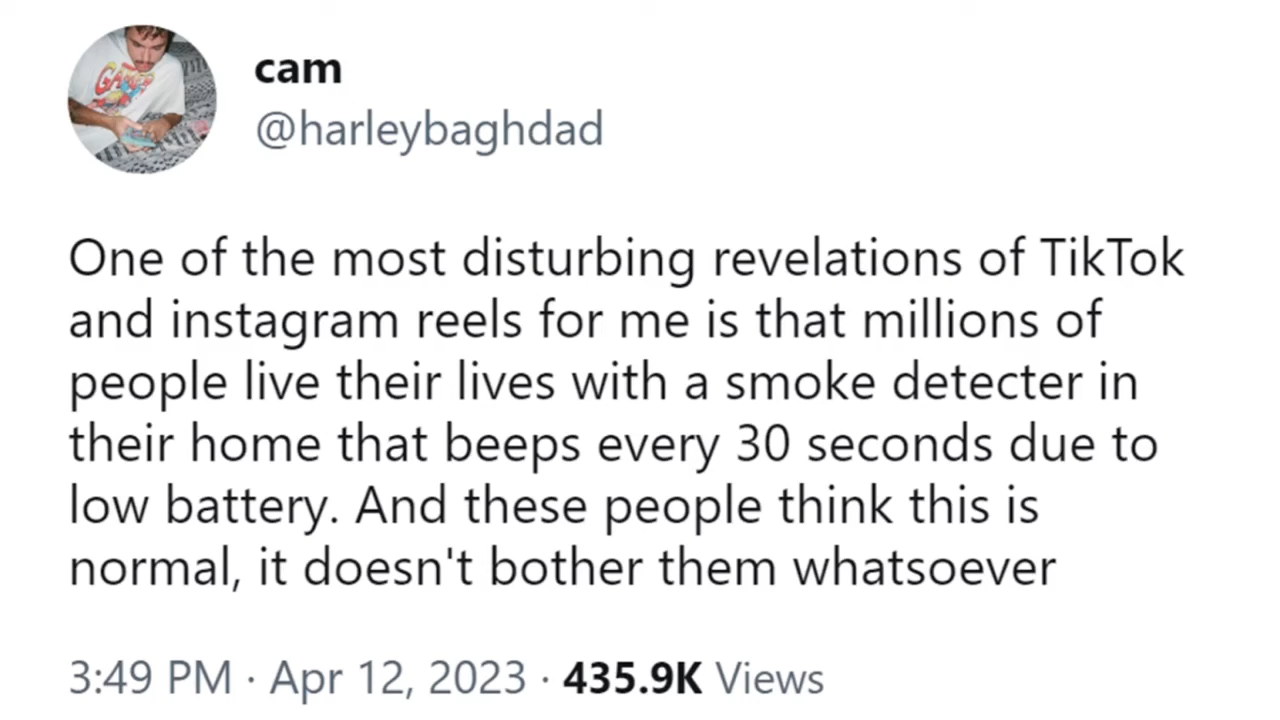 cam
@harleybaghdad
One of the most disturbing revelations of TikTok
and instagram reels for me is that millions of
people live their lives with a smoke detecter in
their home that beeps every 30 seconds due to
low battery. And these people think this is
normal, it doesn't bother them whatsoever
3:49 PM · Apr 12, 2023 · 435.9K Views